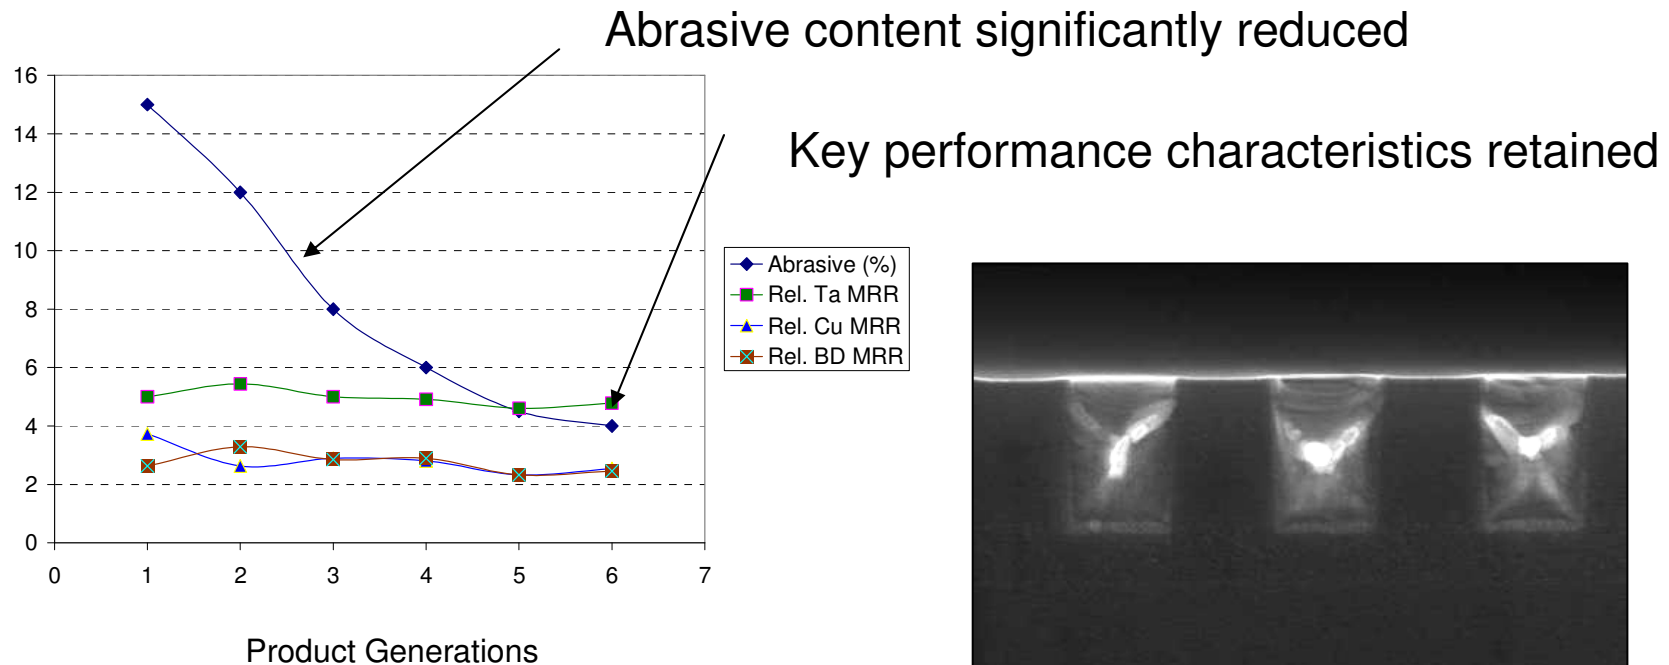 Abrasive content significantly reduced
Key performance characteristics retained
16
14
12
10
8
6
4
2
0
0 1 2 3 4 5 6 7
Product Generations
Abrasive (%)
Rel. Ta MRR
Rel. Cu MRR
Rel. BD MRR